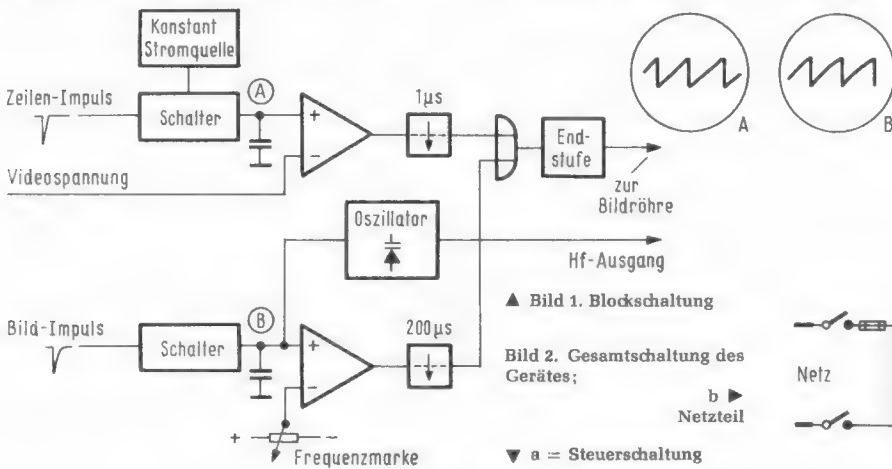 Konstant
Stromquelle
Zeilen-Impuls
Schalter
A
+
−
1µs
End-
stufe
zur
Bildröhre
Videospannung
A
B
Oszillator
Hf-Ausgang
Bild-Impuls
Schalter
B
+
−
200µs
+ −
Frequenzmarke
▲ Bild 1. Blockschaltung
Bild 2. Gesamtschaltung des
Gerätes;
b ►
Netzteil
▼ a = Steuerschaltung
Netz